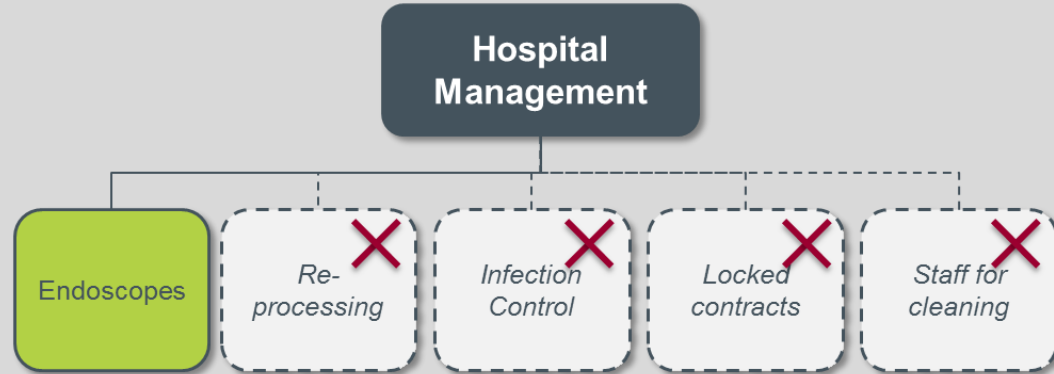 Hospital
Management
Endoscopes
Re-
processing
Infection
Control
Locked
contracts
Staff for
cleaning